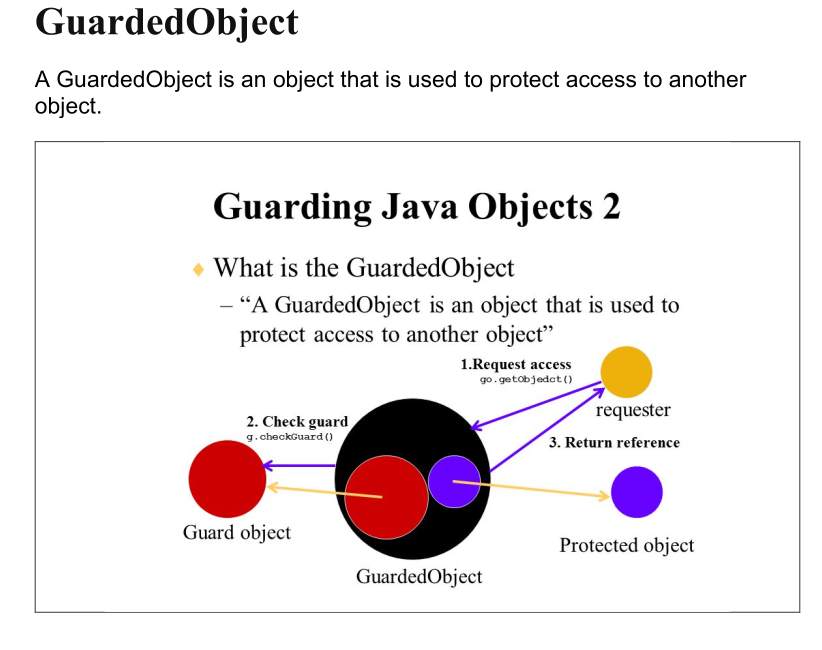 GuardedObject
A GuardedObject is an object that is used to protect access to another
object.
Guarding Java Objects 2
What is the GuardedObject
– “A GuardedObject is an object that is used to
protect access to another object”
1.Request access
go.getObjedct()
requester
2. Check guard
g.checkGuard()
3. Return reference
Guard object
Protected object
GuardedObject